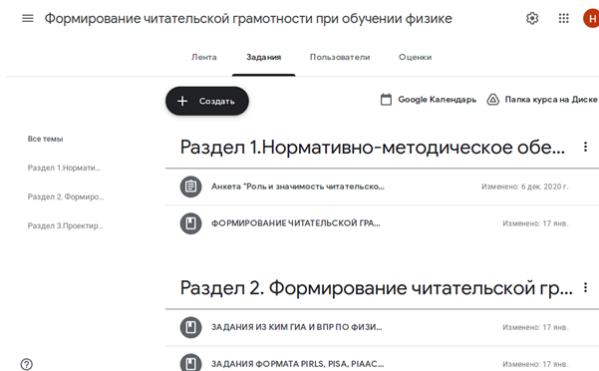 Формирование читательской грамотности при обучении физике
Н
Лента Задания Пользователи Оценки
+ Создать
Google Календарь
Папка курса на Диске
Все темы
Раздел 1.Нормати...
Раздел 2. Формиро...
Раздел 3.Проектир...
Раздел 1.Нормативно-методическое обе...
Анкета "Роль и значимость читательско... Изменено: 6 дек. 2020 г.
ФОРМИРОВАНИЕ ЧИТАТЕЛЬСКОЙ ГРА... Изменено: 17 янв.
Раздел 2. Формирование читательской гр...
ЗАДАНИЯ ИЗ КИМ ГИА И ВПР ПО ФИЗИ... Изменено: 17 янв.
ЗАДАНИЯ ФОРМАТА PIRLS, PISA, PIAAC... Изменено: 17 янв.